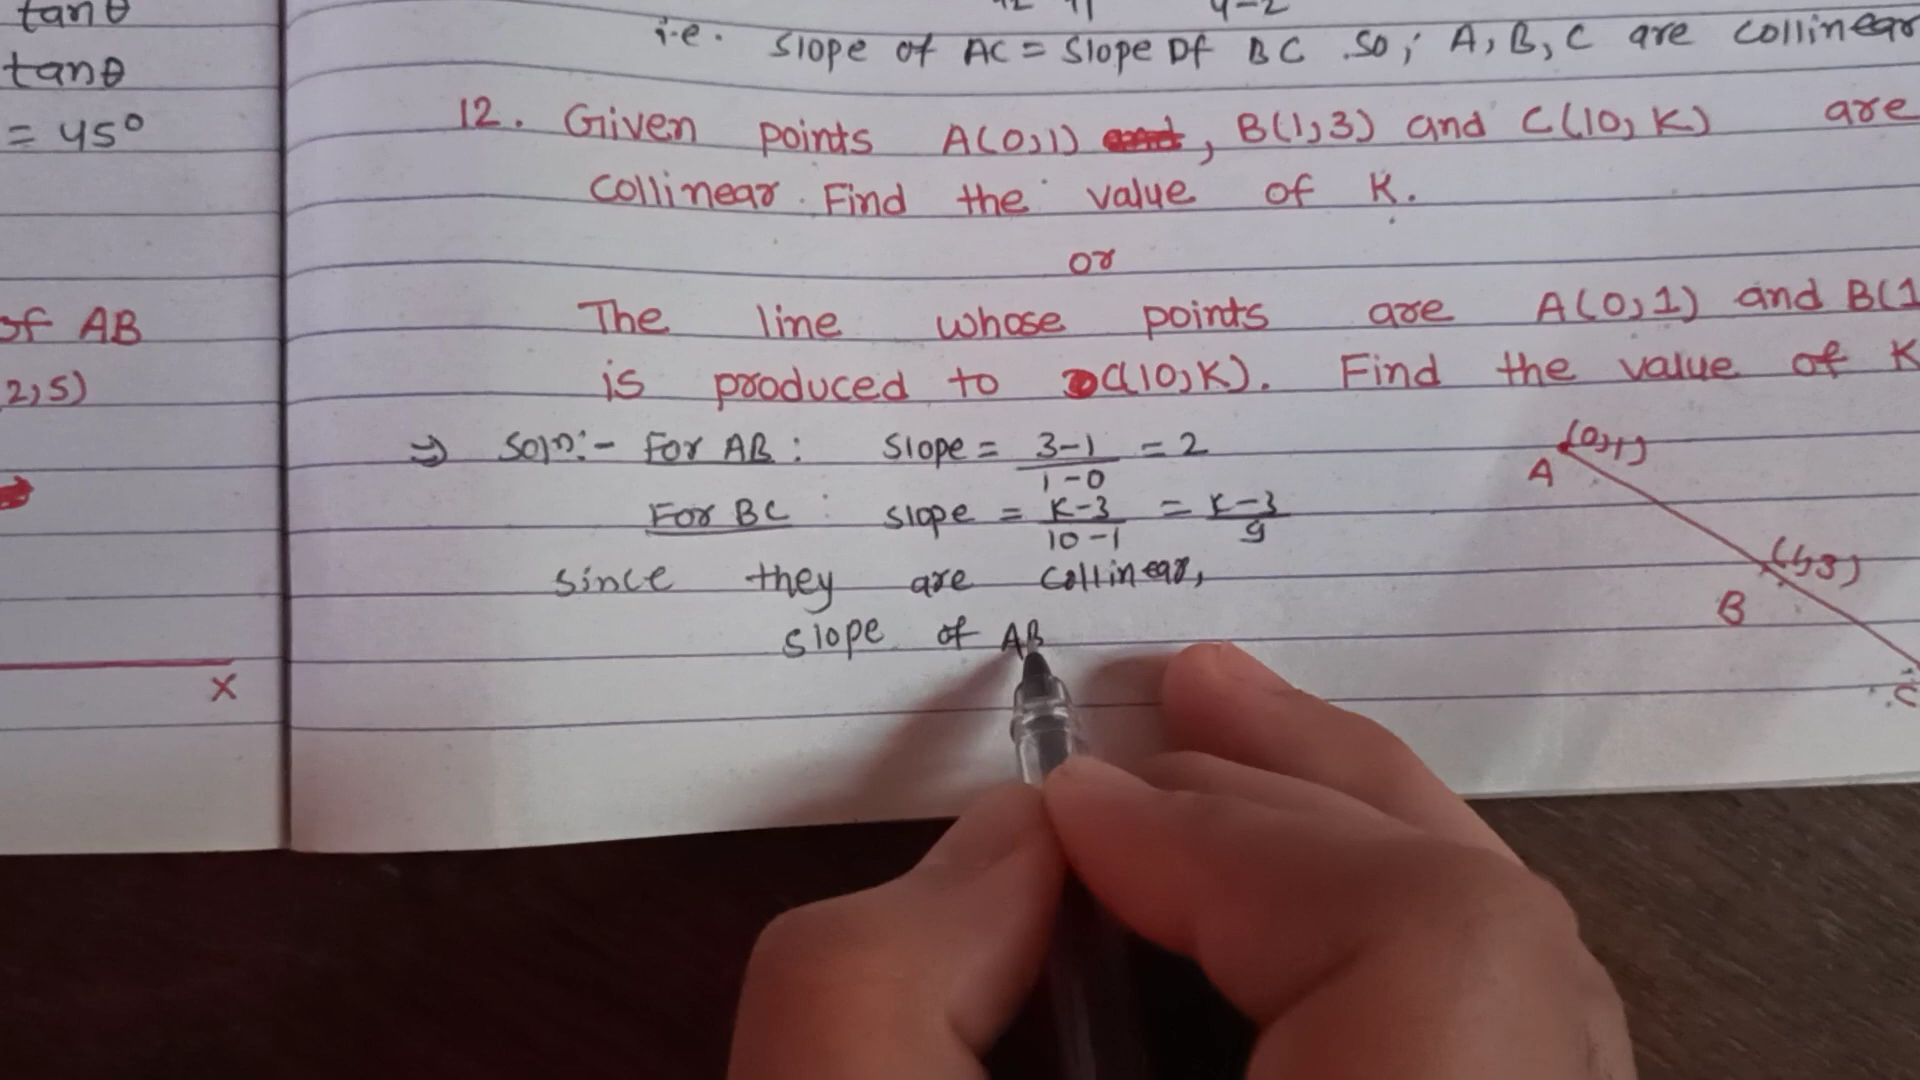 tanθ
tanθ
= 45°
of AB
2,5)
X
4-2
i.e. slope of AC = slope of BC so; A, B, C are collinear
12. Given points A(0,1) and, B(1,3) and C(10, K) are
collinear. Find the value of K.
or
The line whose points are A(0,1) and B(1
is produced to C(10,K). Find the value of K
⇒ Soln:- For AB: slope = 3-1/1-0 = 2
For BC : slope = K-3/10-1 = K-3/9
since they are collinear,
slope of AB
(0,1)
A
(1,3)
B
C